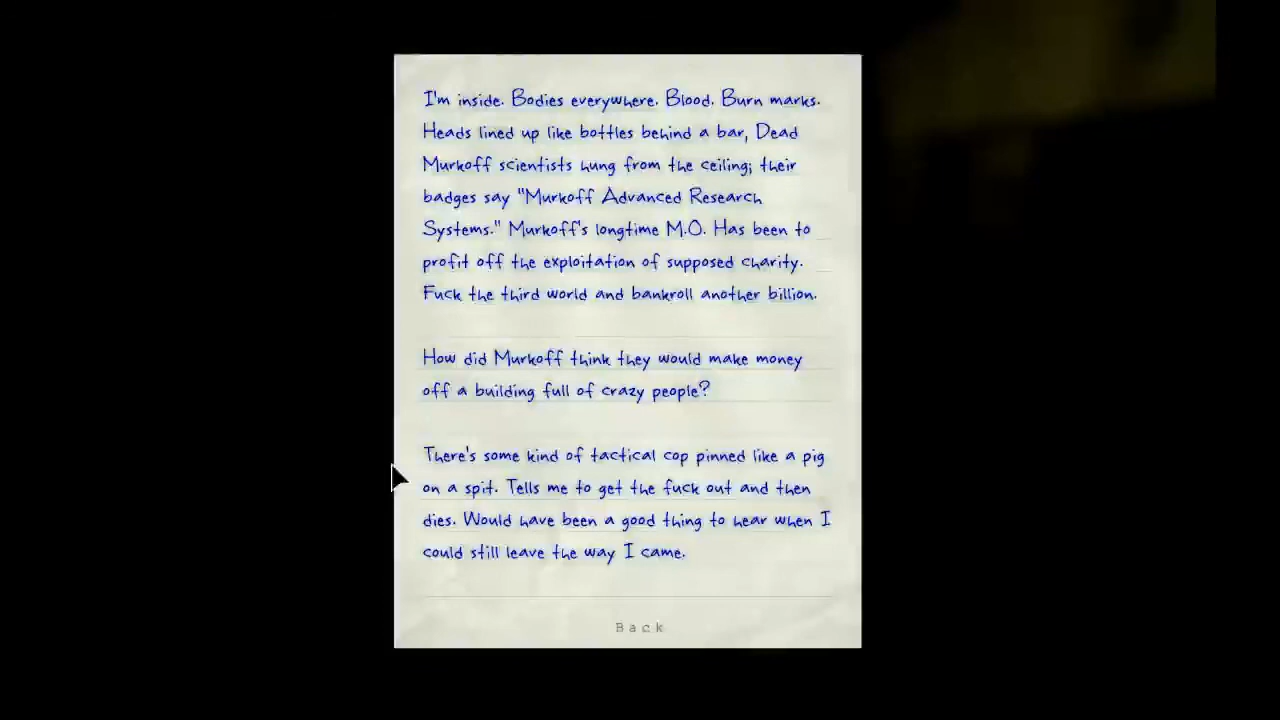 I'm inside. Bodies everywhere. Blood. Burn marks.
Heads lined up like bottles behind a bar, Dead
Murkoff scientists hung from the ceiling; their
badges say "Murkoff Advanced Research
Systems." Murkoff's longtime M.O. Has been to
profit off the exploitation of supposed charity.
Fuck the third world and bankroll another billion.
How did Murkoff think they would make money
off a building full of crazy people?
There's some kind of tactical cop pinned like a pig
on a spit. Tells me to get the fuck out and then
dies. Would have been a good thing to hear when I
could still leave the way I came.
Back